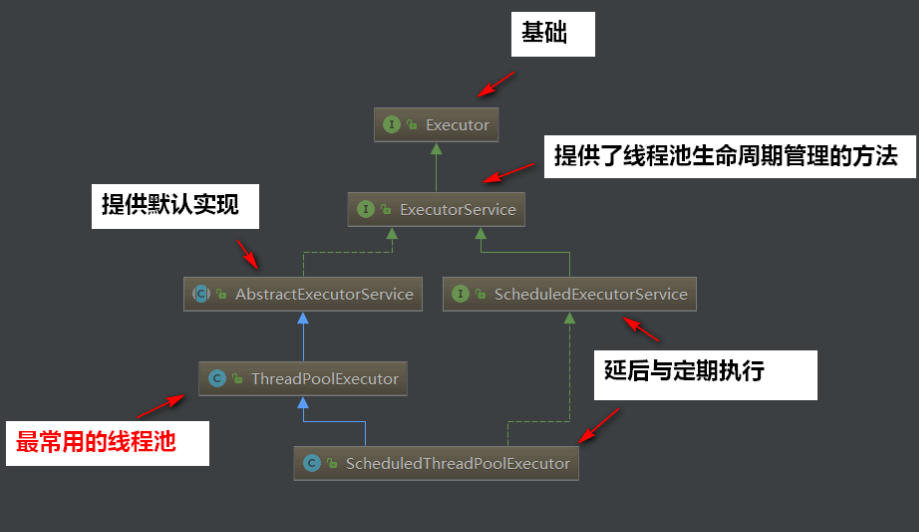 基础
I Executor
提供了线程池生命周期管理的方法
I ExecutorService
提供默认实现
C AbstractExecutorService
I ScheduledExecutorService
延后与定期执行
C ThreadPoolExecutor
最常用的线程池
C ScheduledThreadPoolExecutor